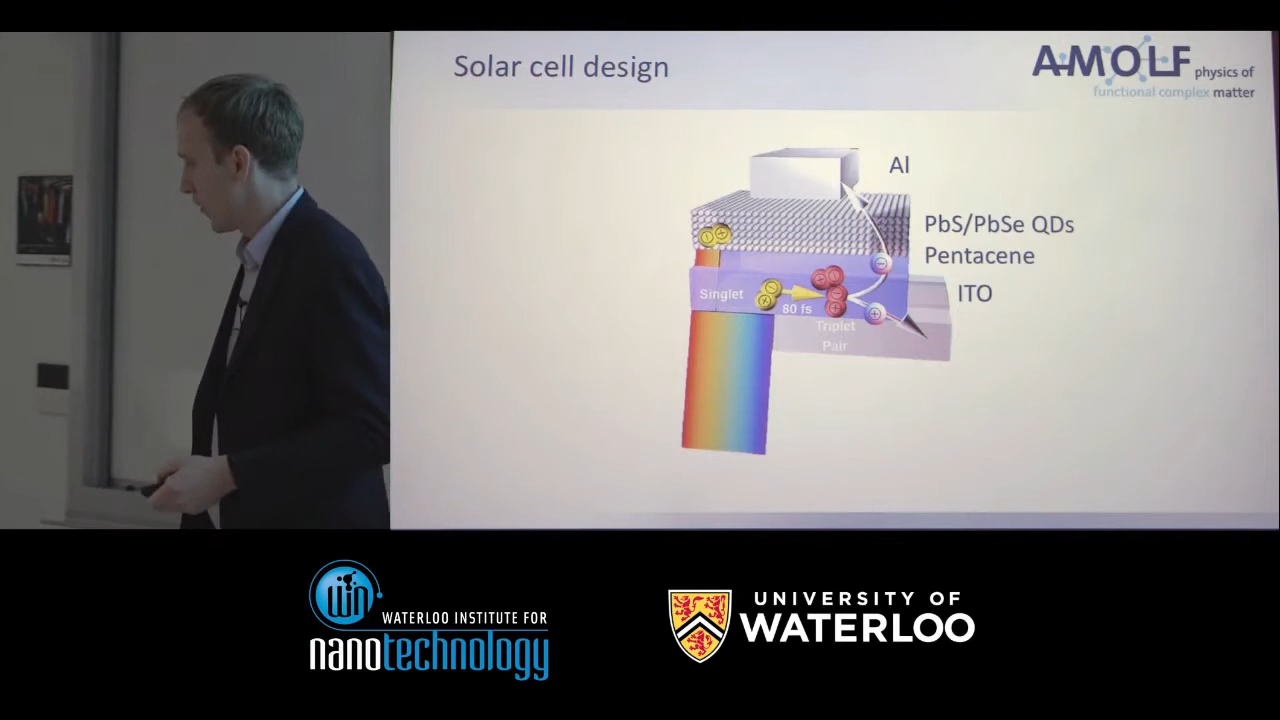 Solar cell design
A·MOLF physics of
functional complex matter
Al
PbS/PbSe QDs
Pentacene
ITO
Singlet
80 fs
Triplet
Pair
WATERLOO INSTITUTE FOR
nanotechnology
UNIVERSITY OF
WATERLOO